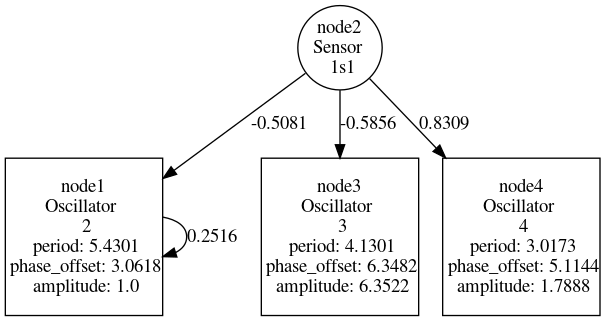 node2
Sensor
1s1
-0.5081
-0.5856
0.8309
node1
Oscillator
2
period: 5.4301
phase_offset: 3.0618
amplitude: 1.0
0.2516
node3
Oscillator
3
period: 4.1301
phase_offset: 6.3482
amplitude: 6.3522
node4
Oscillator
4
period: 3.0173
phase_offset: 5.1144
amplitude: 1.7888